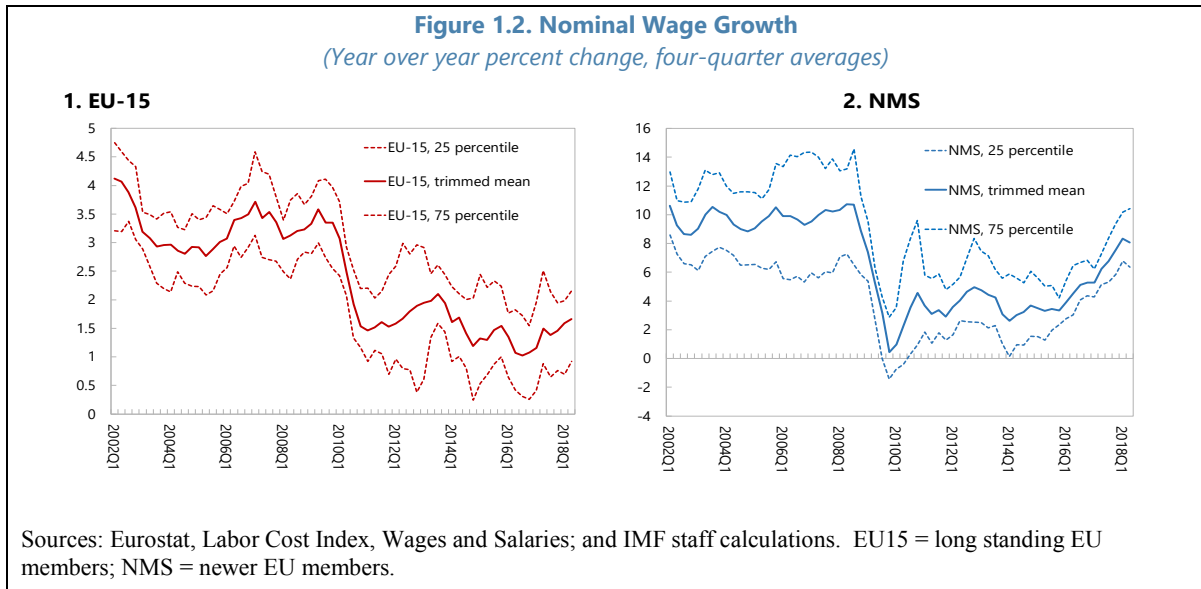 Figure 1.2. Nominal Wage Growth
(Year over year percent change, four-quarter averages)
1. EU-15
5
4.5
4
3.5
3
2.5
2
1.5
1
0.5
0
EU-15, 25 percentile
EU-15, trimmed mean
EU-15, 75 percentile
2002Q1
2004Q1
2006Q1
2008Q1
2010Q1
2012Q1
2014Q1
2016Q1
2018Q1
2. NMS
16
14
12
10
8
6
4
2
0
-2
-4
NMS, 25 percentile
NMS, trimmed mean
NMS, 75 percentile
2002Q1
2004Q1
2006Q1
2008Q1
2010Q1
2012Q1
2014Q1
2016Q1
2018Q1
Sources: Eurostat, Labor Cost Index, Wages and Salaries; and IMF staff calculations. EU15 = long standing EU
members; NMS = newer EU members.